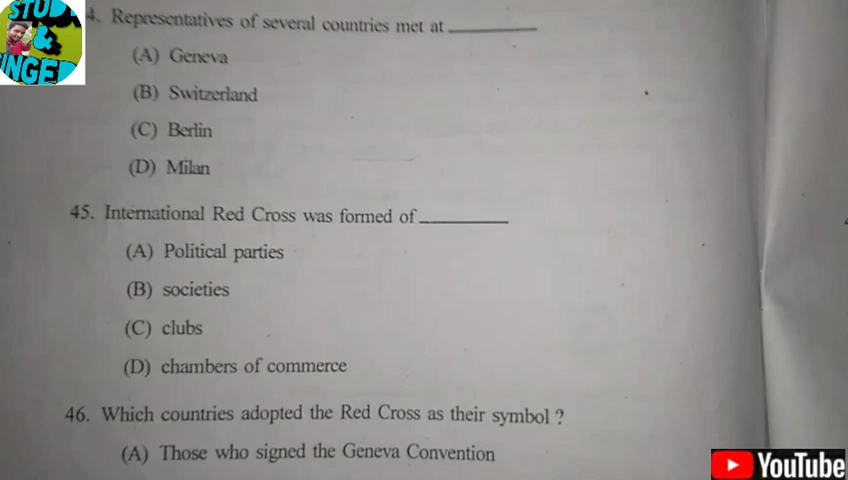 STUDY
&
4. Representatives of several countries met at
(A) Geneva
(B) Switzerland
(C) Berlin
(D) Milan
45. International Red Cross was formed of
(A) Political parties
(B) societies
(C) clubs
(D) chambers of commerce
46. Which countries adopted the Red Cross as their symbol ?
(A) Those who signed the Geneva Convention
YouTube